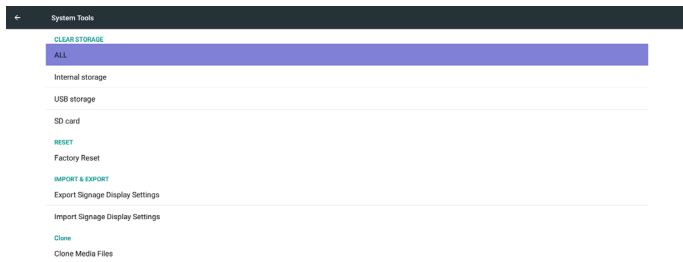 System Tools
CLEAR STORAGE
ALL
Internal storage
USB storage
SD card
RESET
Factory Reset
IMPORT & EXPORT
Export Signage Display Settings
Import Signage Display Settings
Clone
Clone Media Files